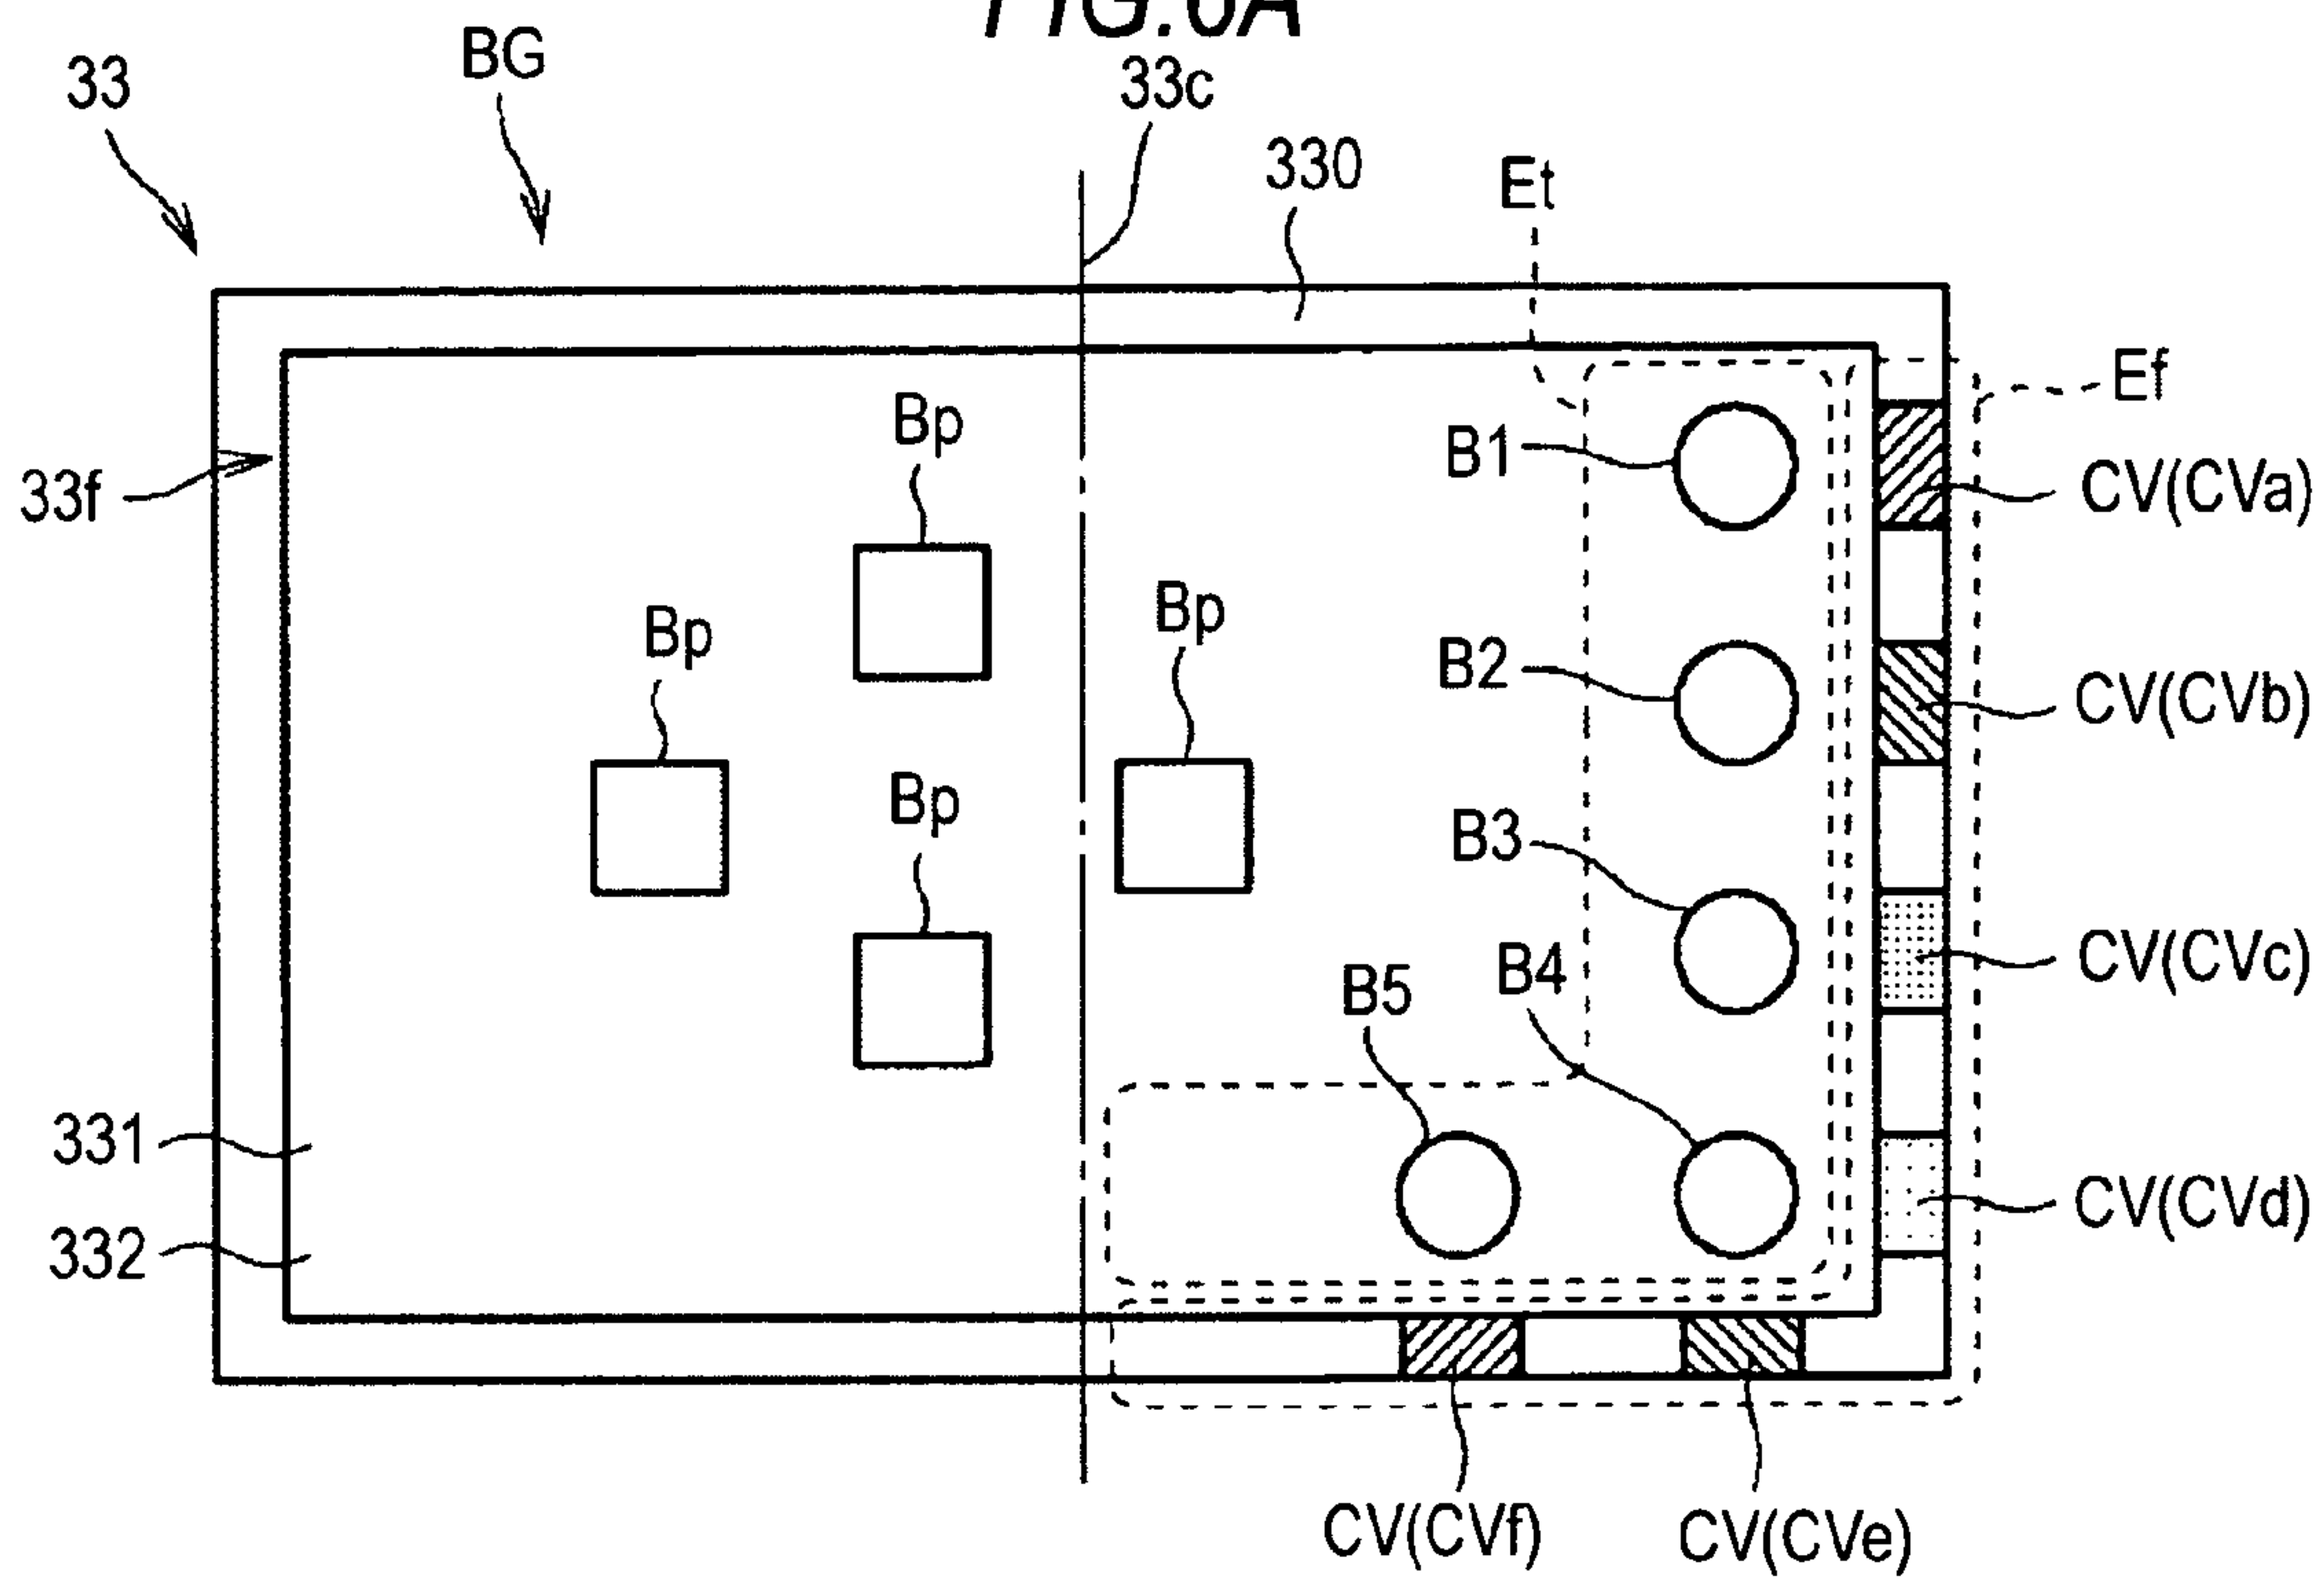 BG
33
33c
330
Et
Ef
Bp
B1
33f
CV(CVa)
Bp
Bp
B2
CV(CVb)
Bp
B3
CV(CVc)
B4
B5
331
CV(CVd)
332
CV(CVf)
CV(CVe)